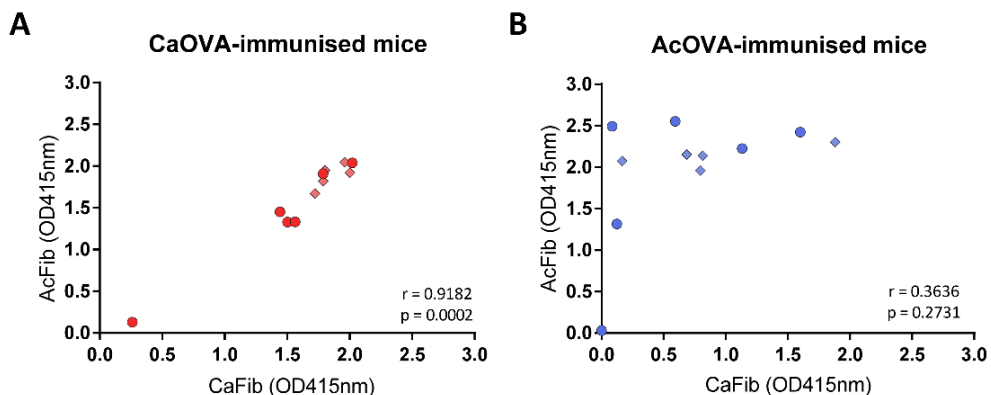 A
CaOVA-immunised mice
3.0
2.5
2.0
1.5
1.0
0.5
0.0
AcFib (OD415nm)
r = 0.9182
p = 0.0002
0.0 0.5 1.0 1.5 2.0 2.5 3.0
CaFib (OD415nm)
B
AcOVA-immunised mice
3.0
2.5
2.0
1.5
1.0
0.5
0.0
AcFib (OD415nm)
r = 0.3636
p = 0.2731
0.0 0.5 1.0 1.5 2.0 2.5 3.0
CaFib (OD415nm)